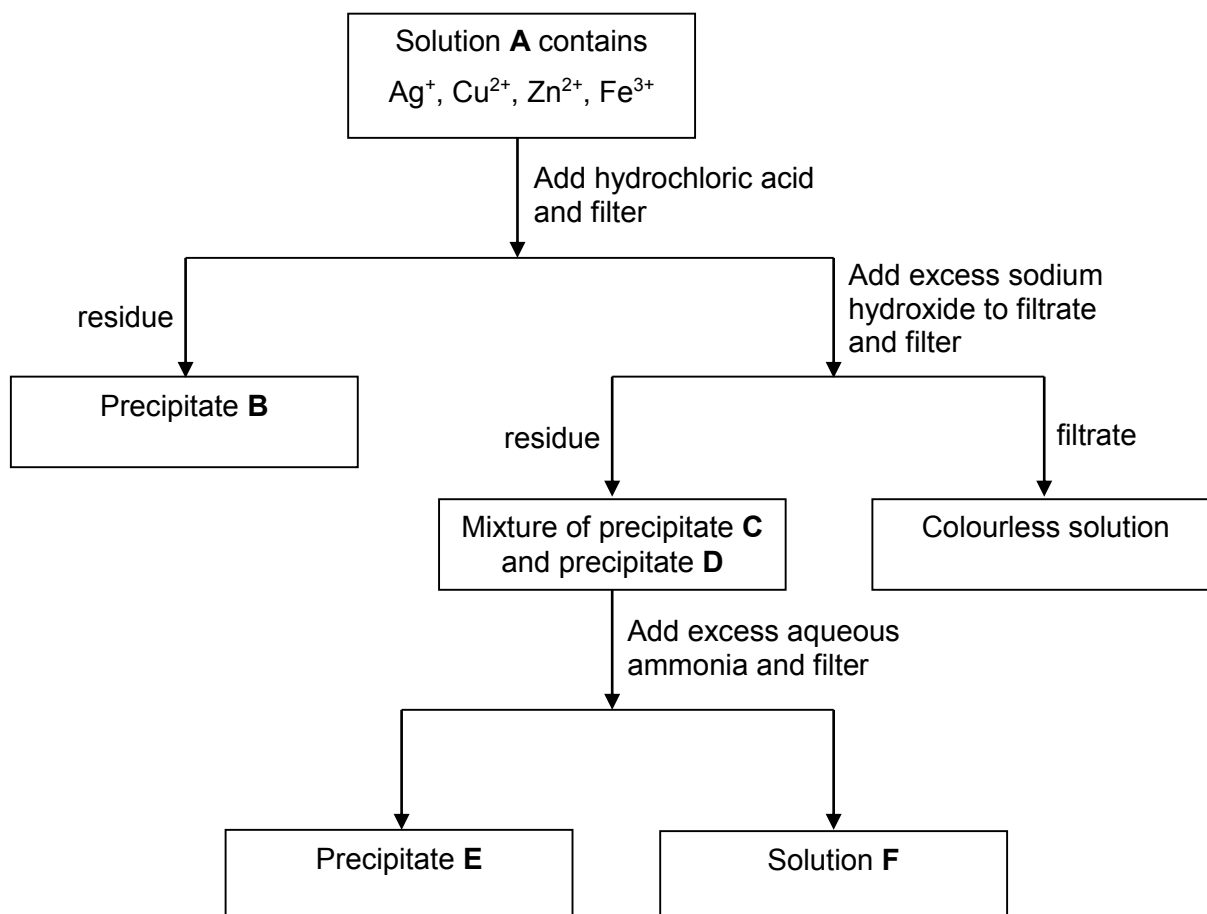 Solution A contains
Ag⁺, Cu²⁺, Zn²⁺, Fe³⁺
Add hydrochloric acid
and filter
residue
Add excess sodium
hydroxide to filtrate
and filter
Precipitate B
residue
filtrate
Mixture of precipitate C
and precipitate D
Colourless solution
Add excess aqueous
ammonia and filter
Precipitate E
Solution F